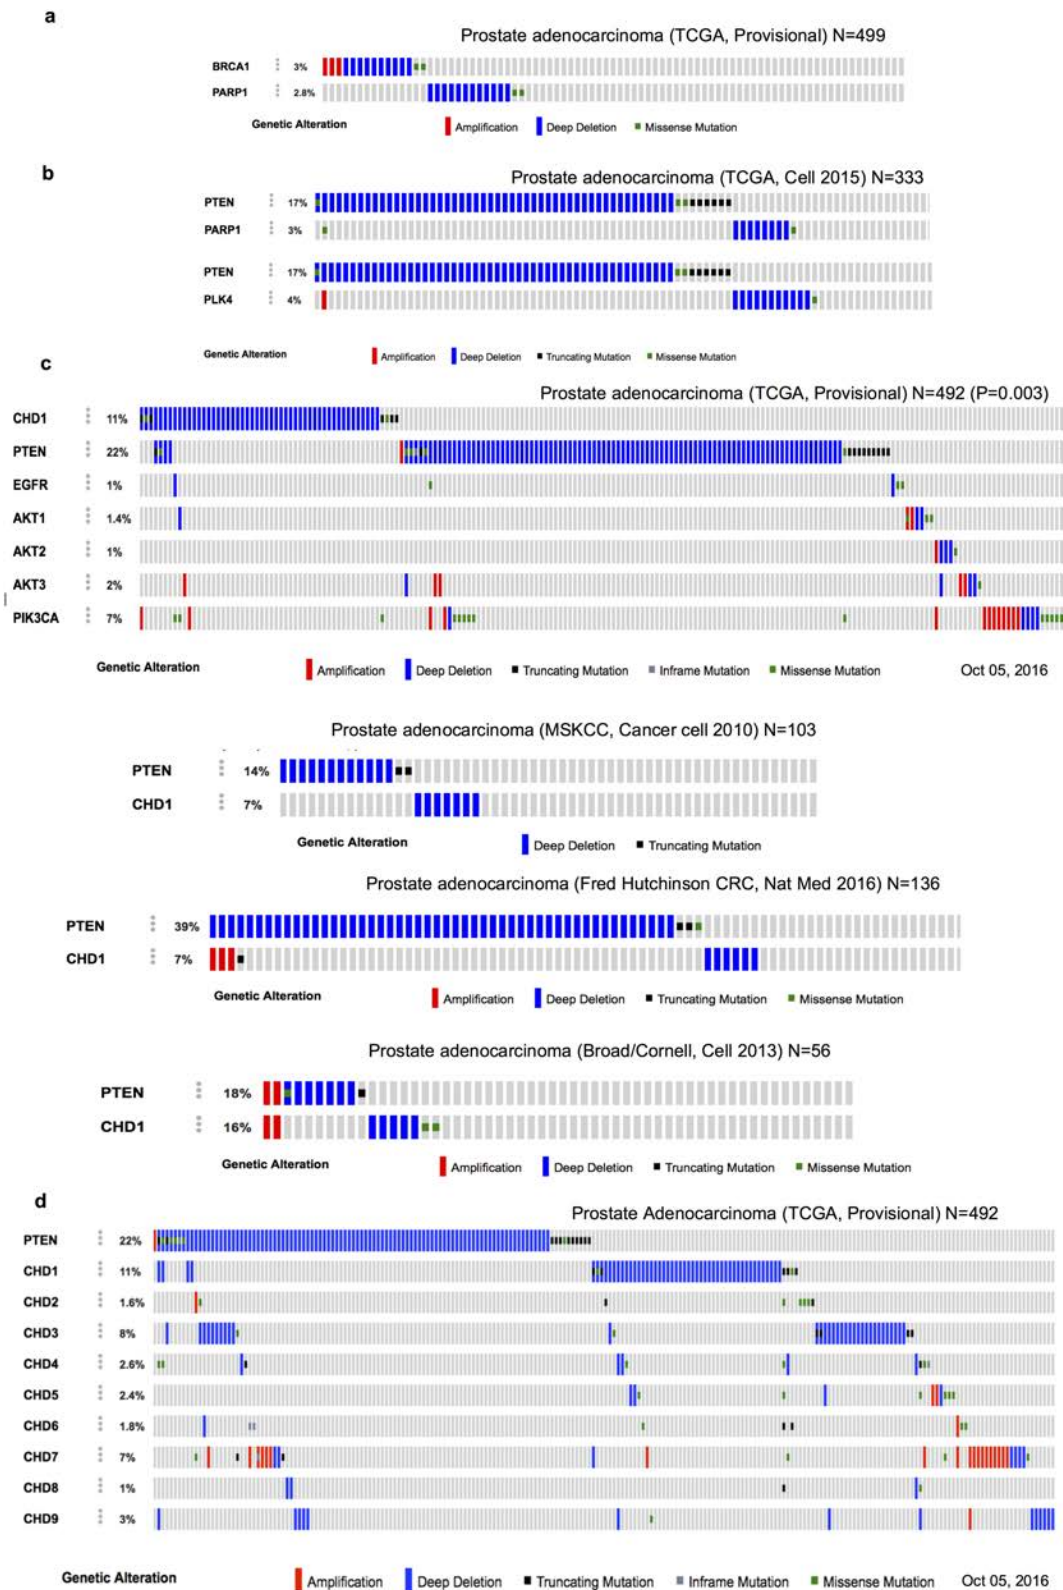 a
Prostate adenocarcinoma (TCGA, Provisional) N=499
BRCA1 3%
PARP1 2.8%
Genetic Alteration Amplification Deep Deletion Missense Mutation
b
Prostate adenocarcinoma (TCGA, Cell 2015) N=333
PTEN 17%
PARP1 3%
PTEN 17%
PLK4 4%
Genetic Alteration Amplification Deep Deletion Truncating Mutation Missense Mutation
c
Prostate adenocarcinoma (TCGA, Provisional) N=492 (P=0.003)
CHD1 11%
PTEN 22%
EGFR 1%
AKT1 1.4%
AKT2 1%
AKT3 2%
PIK3CA 7%
Genetic Alteration Amplification Deep Deletion Truncating Mutation Inframe Mutation Missense Mutation Oct 05, 2016
Prostate adenocarcinoma (MSKCC, Cancer cell 2010) N=103
PTEN 14%
CHD1 7%
Genetic Alteration Deep Deletion Truncating Mutation
Prostate adenocarcinoma (Fred Hutchinson CRC, Nat Med 2016) N=136
PTEN 39%
CHD1 7%
Genetic Alteration Amplification Deep Deletion Truncating Mutation Missense Mutation
Prostate adenocarcinoma (Broad/Cornell, Cell 2013) N=56
PTEN 18%
CHD1 16%
Genetic Alteration Amplification Deep Deletion Truncating Mutation Missense Mutation
d
Prostate Adenocarcinoma (TCGA, Provisional) N=492
PTEN 22%
CHD1 11%
CHD2 1.6%
CHD3 8%
CHD4 2.6%
CHD5 2.4%
CHD6 1.8%
CHD7 7%
CHD8 1%
CHD9 3%
Genetic Alteration Amplification Deep Deletion Truncating Mutation Inframe Mutation Missense Mutation Oct 05, 2016